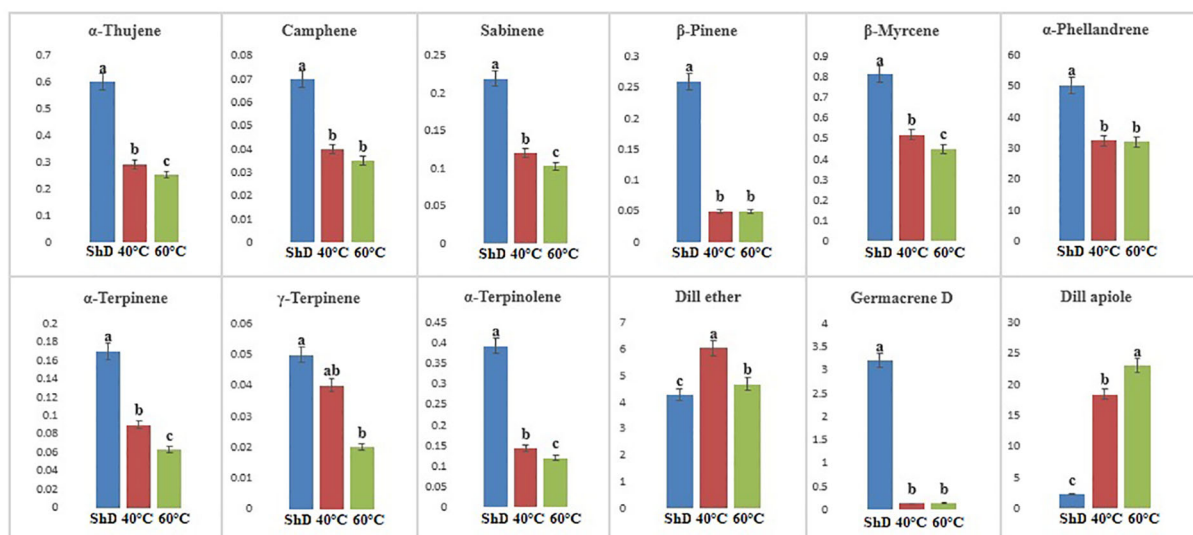 α-Thujene
0.7
0.6
0.5
0.4
0.3
0.2
0.1
0
a
b
c
ShD 40°C 60°C
Camphene
0.08
0.07
0.06
0.05
0.04
0.03
0.02
0.01
0
a
b
b
ShD 40°C 60°C
Sabinene
0.25
0.2
0.15
0.1
0.05
0
a
b
c
ShD 40°C 60°C
β-Pinene
0.3
0.25
0.2
0.15
0.1
0.05
0
a
b
b
ShD 40°C 60°C
β-Myrcene
0.9
0.8
0.7
0.6
0.5
0.4
0.3
0.2
0.1
0
a
b
c
ShD 40°C 60°C
α-Phellandrene
60
50
40
30
20
10
0
a
b
b
ShD 40°C 60°C
α-Terpinene
0.2
0.18
0.16
0.14
0.12
0.1
0.08
0.06
0.04
0.02
0
a
b
c
ShD 40°C 60°C
γ-Terpinene
0.06
0.05
0.04
0.03
0.02
0.01
0
a
ab
b
ShD 40°C 60°C
α-Terpinolene
0.45
0.4
0.35
0.3
0.25
0.2
0.15
0.1
0.05
0
a
b
c
ShD 40°C 60°C
Dill ether
7
6
5
4
3
2
1
0
c
a
b
ShD 40°C 60°C
Germacrene D
4
3.5
3
2.5
2
1.5
1
0.5
0
a
b
b
ShD 40°C 60°C
Dill apiole
30
25
20
15
10
5
0
c
b
a
ShD 40°C 60°C